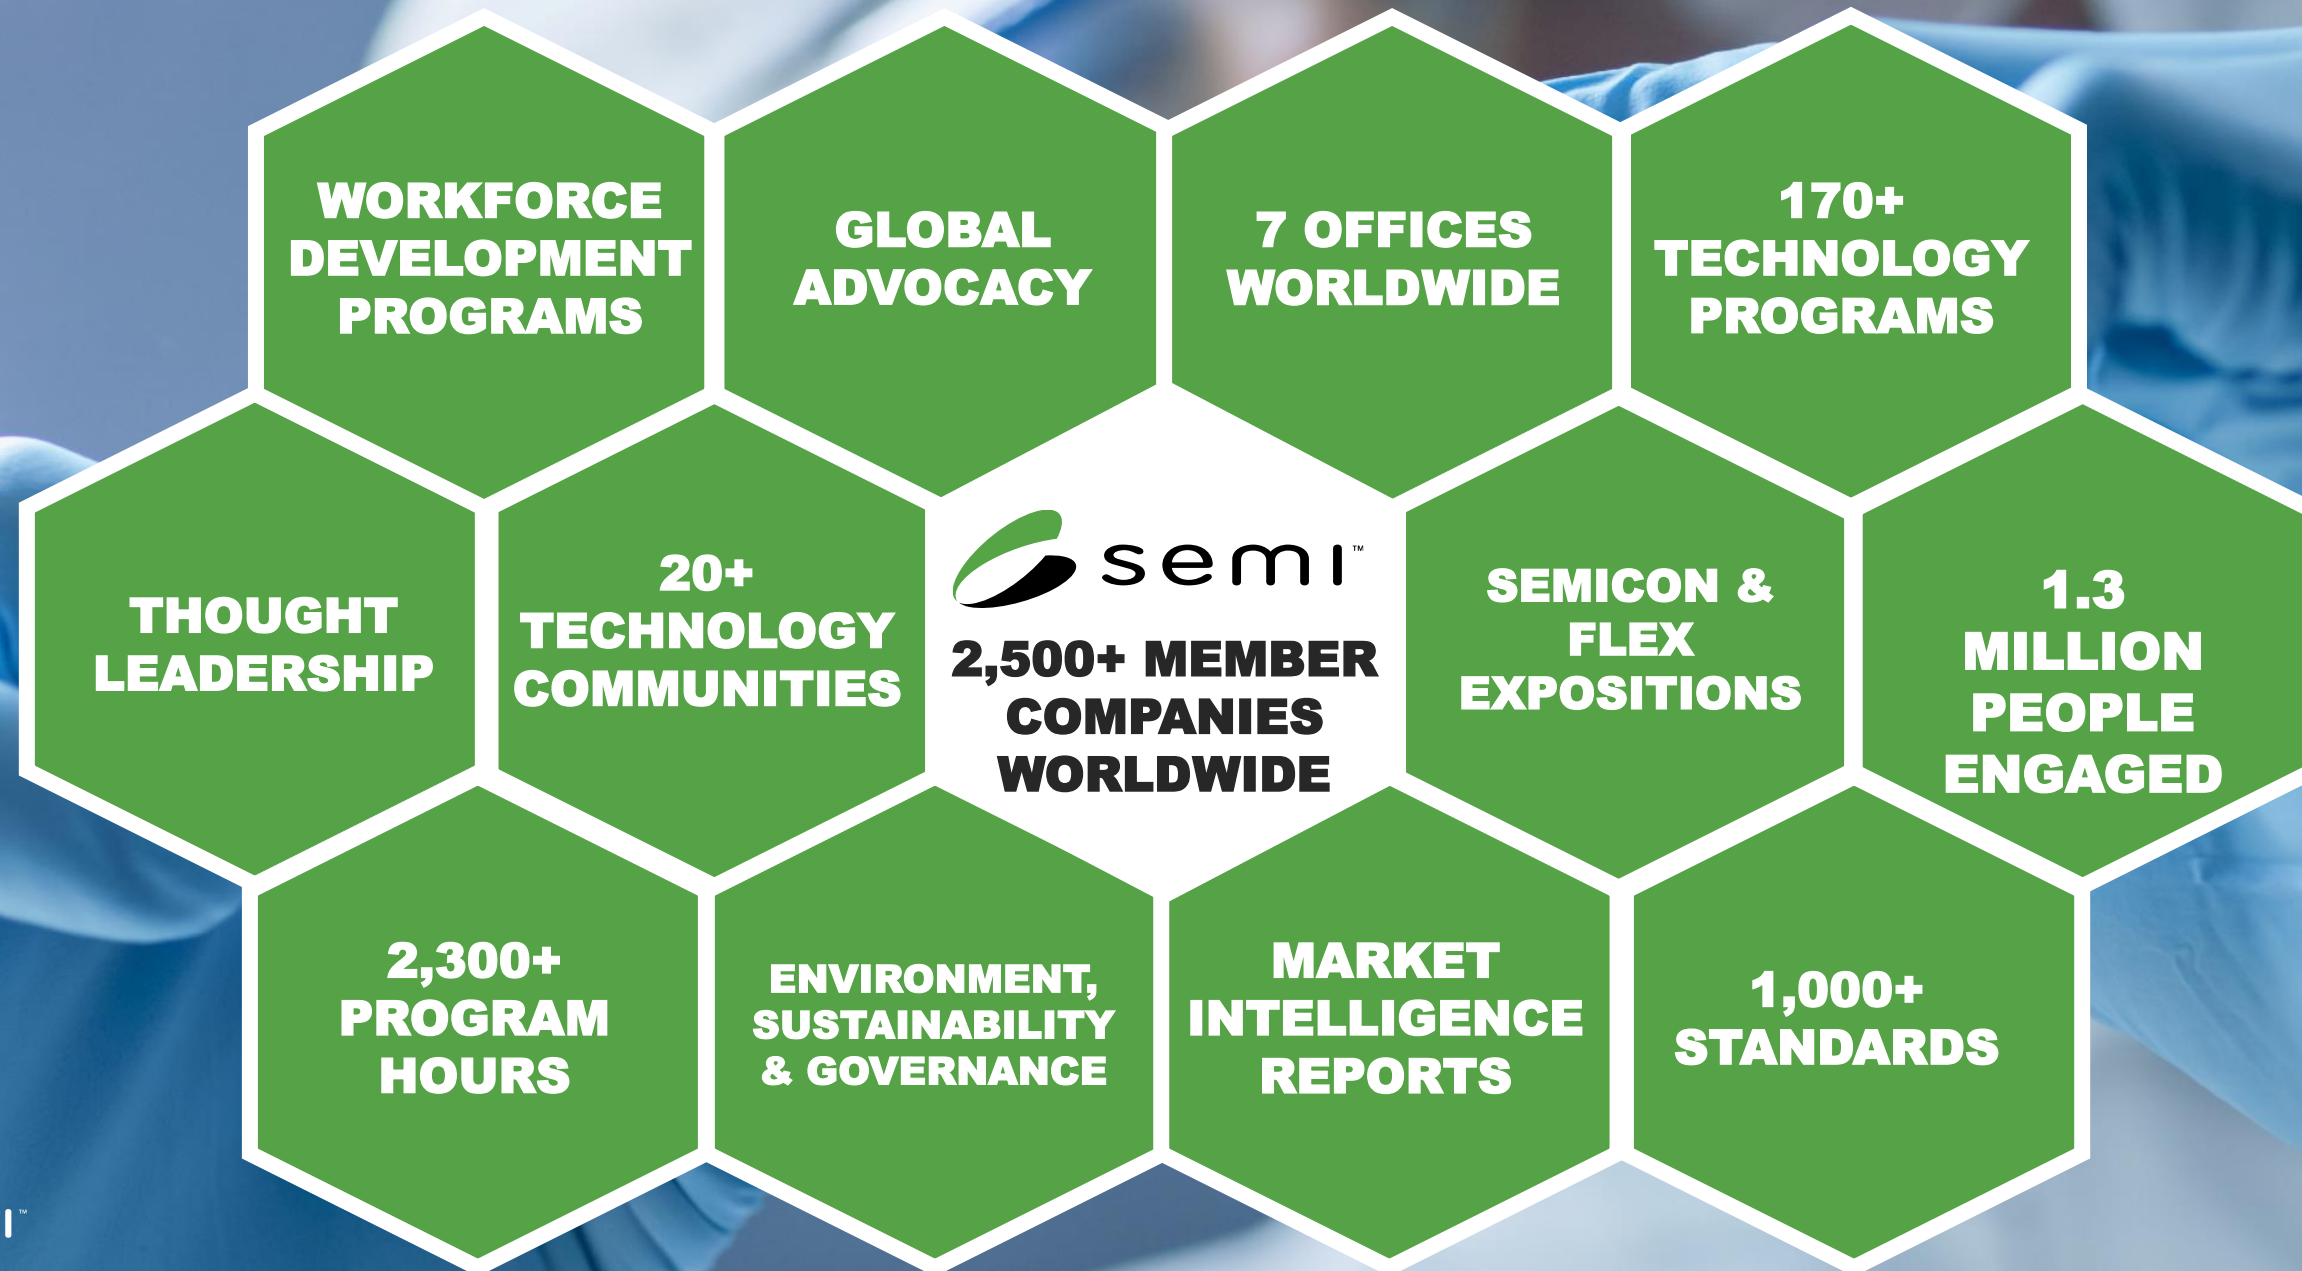 WORKFORCE
DEVELOPMENT
PROGRAMS
GLOBAL
ADVOCACY
7 OFFICES
WORLDWIDE
170+
TECHNOLOGY
PROGRAMS
THOUGHT
LEADERSHIP
20+
TECHNOLOGY
COMMUNITIES
semi™
2,500+ MEMBER
COMPANIES
WORLDWIDE
SEMICON &
FLEX
EXPOSITIONS
1.3
MILLION
PEOPLE
ENGAGED
2,300+
PROGRAM
HOURS
ENVIRONMENT,
SUSTAINABILITY
& GOVERNANCE
MARKET
INTELLIGENCE
REPORTS
1,000+
STANDARDS